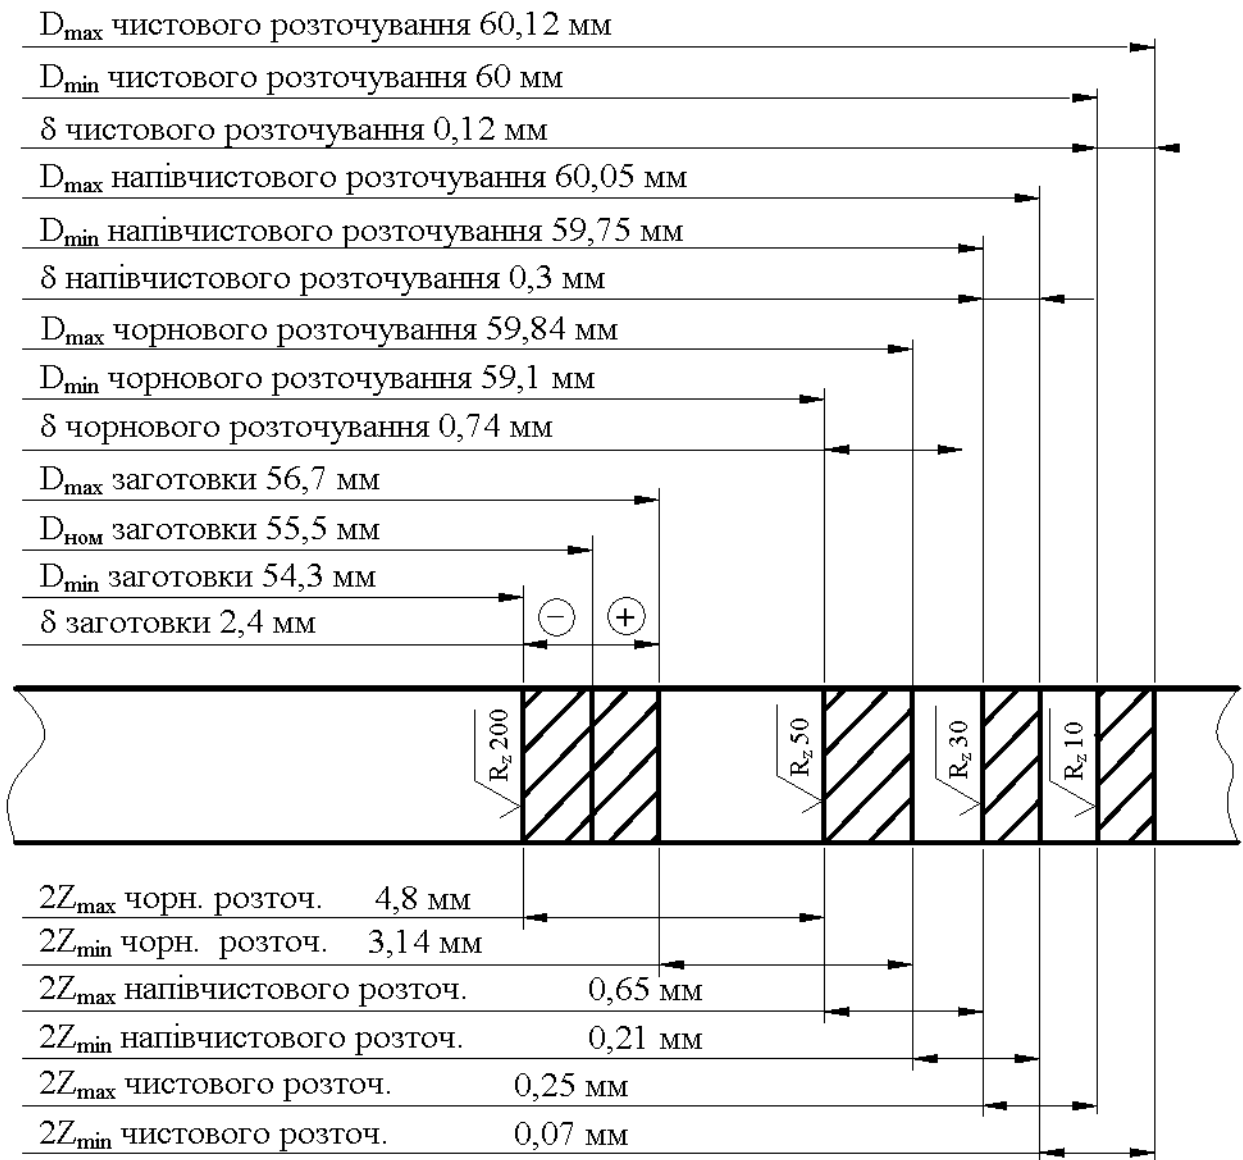 Dmax чистового розточування 60,12 мм
Dmin чистового розточування 60 мм
δ чистового розточування 0,12 мм
Dmax напівчистового розточування 60,05 мм
Dmin напівчистового розточування 59,75 мм
δ напівчистового розточування 0,3 мм
Dmax чорнового розточування 59,84 мм
Dmin чорнового розточування 59,1 мм
δ чорнового розточування 0,74 мм
Dmax заготовки 56,7 мм
Dном заготовки 55,5 мм
Dmin заготовки 54,3 мм
δ заготовки 2,4 мм
− +
Rz 200 Rz 50 Rz 30 Rz 10
2Zmax чорн. розточ. 4,8 мм
2Zmin чорн. розточ. 3,14 мм
2Zmax напівчистового розточ. 0,65 мм
2Zmin напівчистового розточ. 0,21 мм
2Zmax чистового розточ. 0,25 мм
2Zmin чистового розточ. 0,07 мм